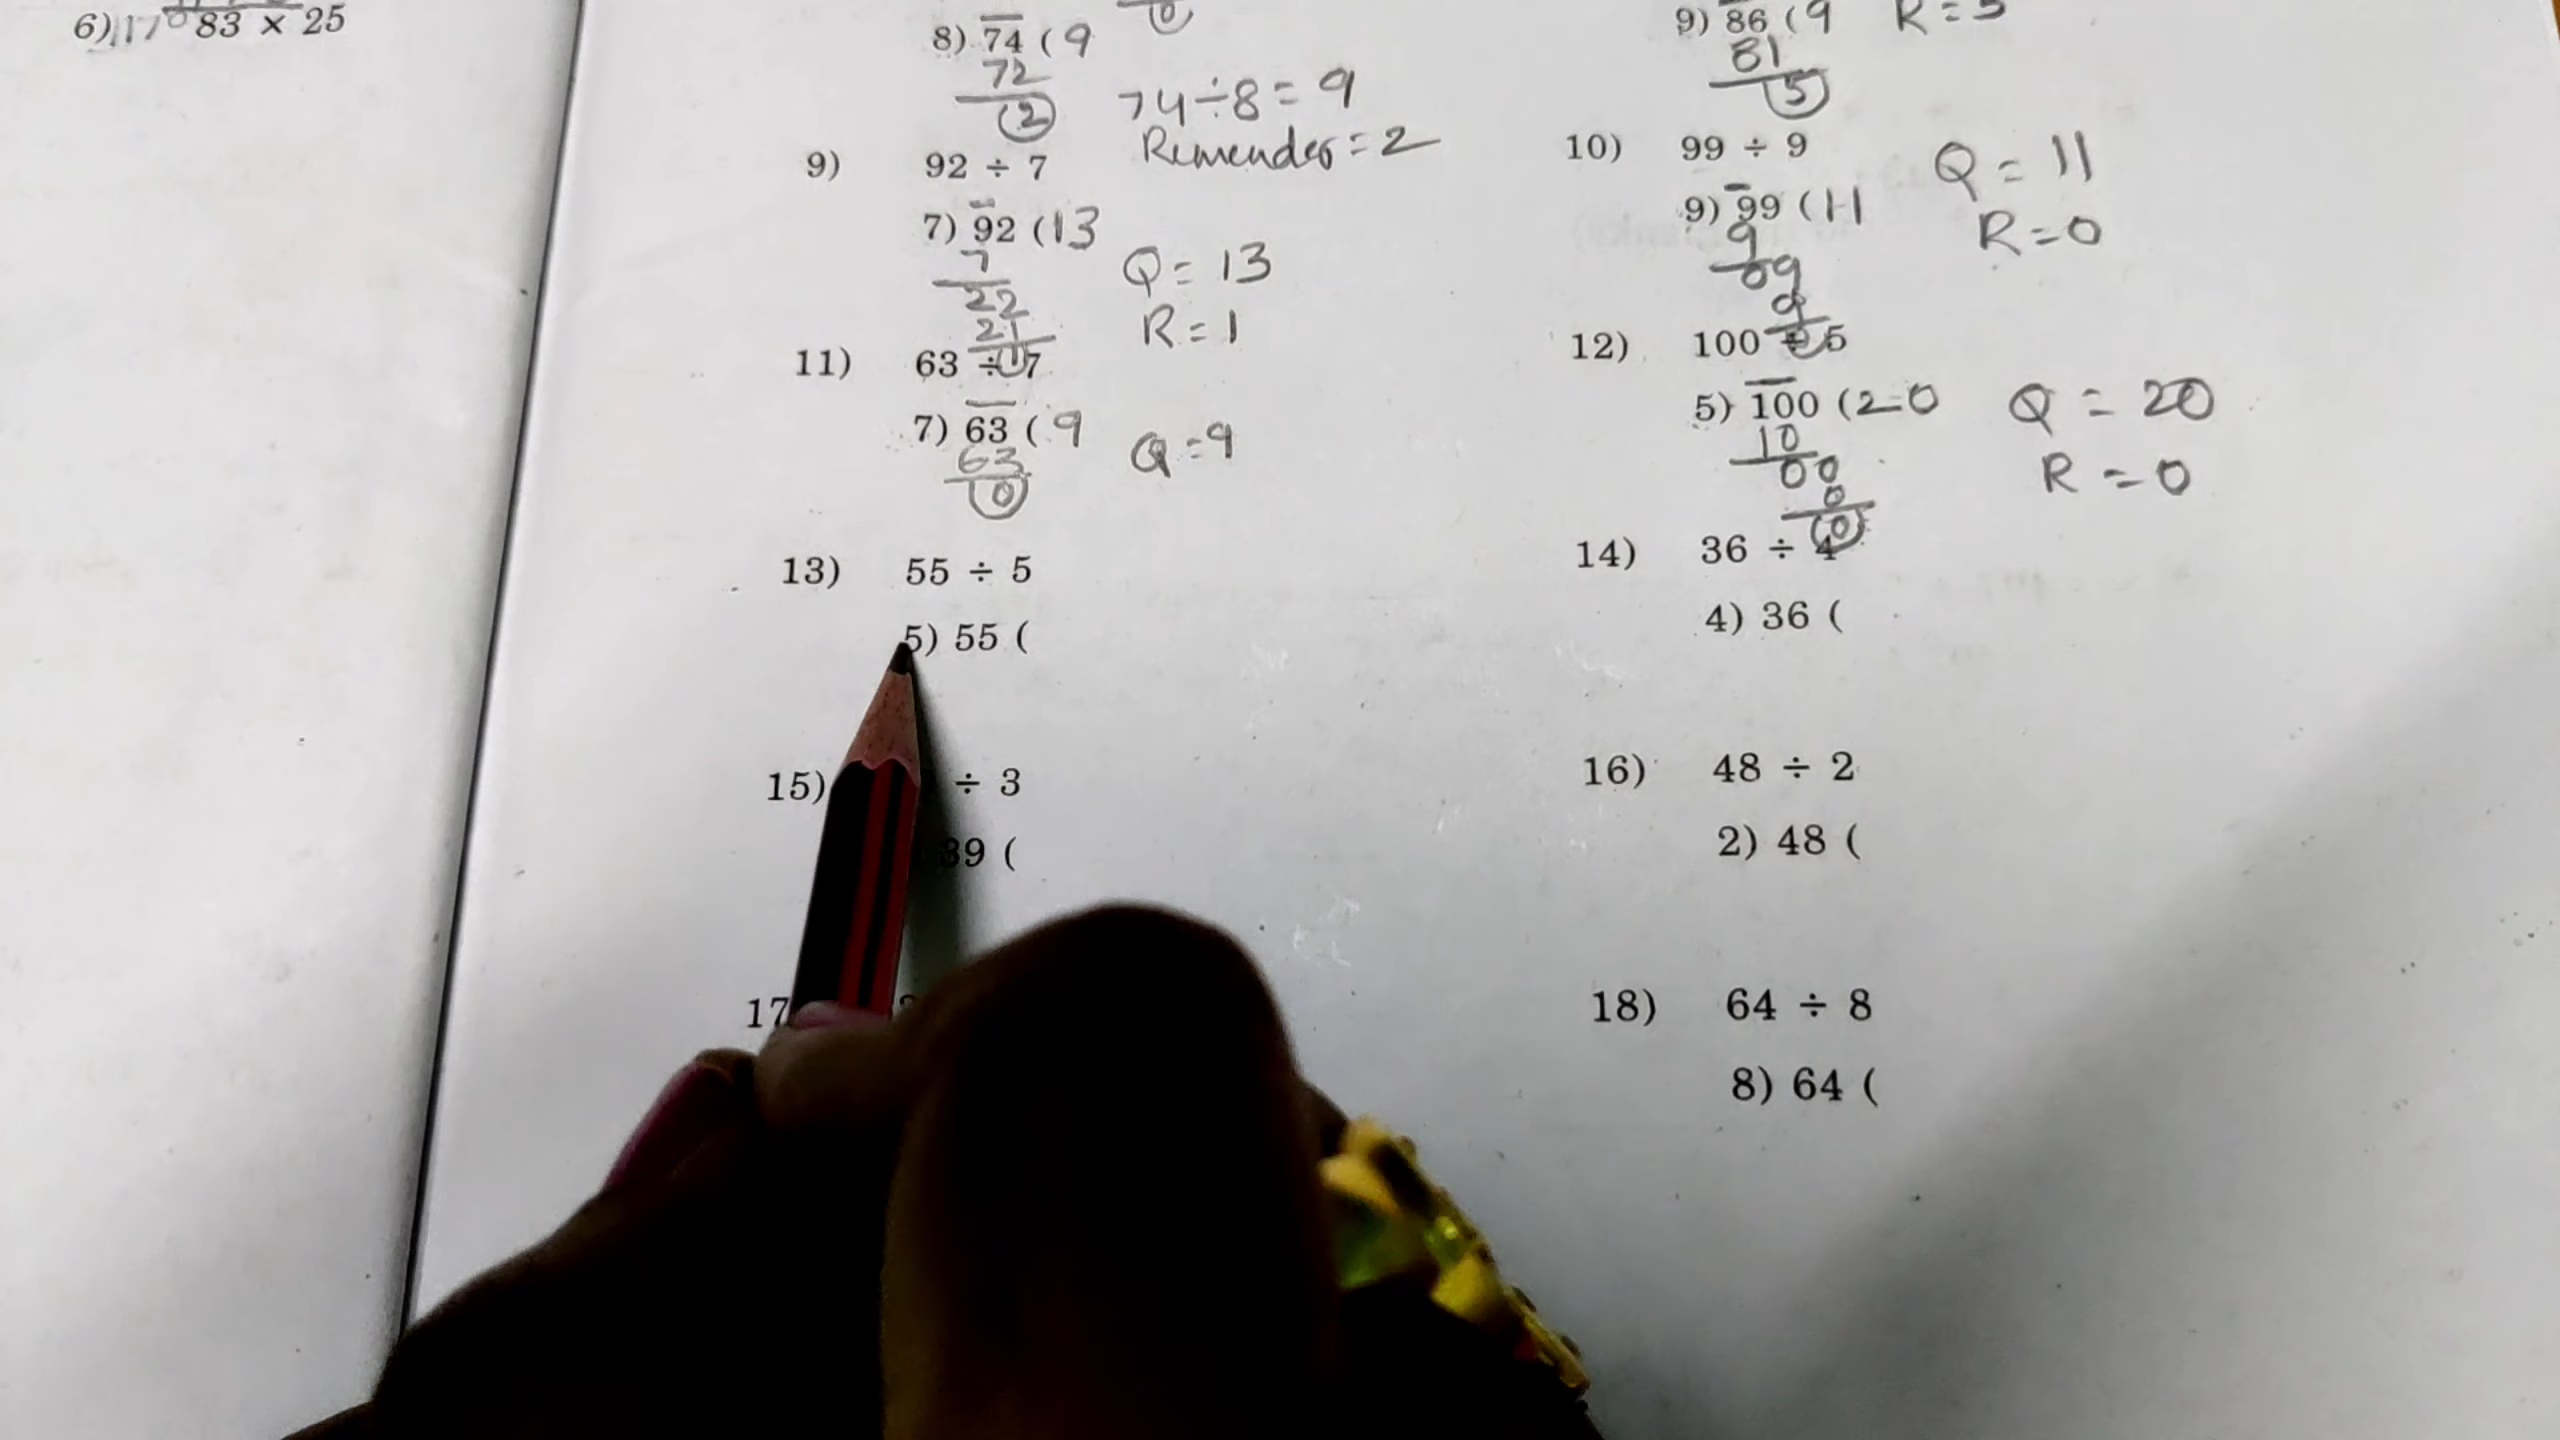 6) 17 83 × 25
8) 74 ( 9
72
2
74÷8 = 9
Remender = 2
9) 86 ( 9 R = 5
81
5
9) 92 ÷ 7
7) 92 ( 13
7
22
21
1
Q = 13
R = 1
10) 99 ÷ 9
9) 99 ( 11
9
09
9
Q = 11
R = 0
11) 63 ÷ 7
7) 63 ( 9
63
0
Q = 9
12) 100 ÷ 5
5) 100 ( 20
10
00
0
0
Q = 20
R = 0
13) 55 ÷ 5
5) 55 (
14) 36 ÷ 4
4) 36 (
15) ÷ 3
39 (
16) 48 ÷ 2
2) 48 (
17
18) 64 ÷ 8
8) 64 (